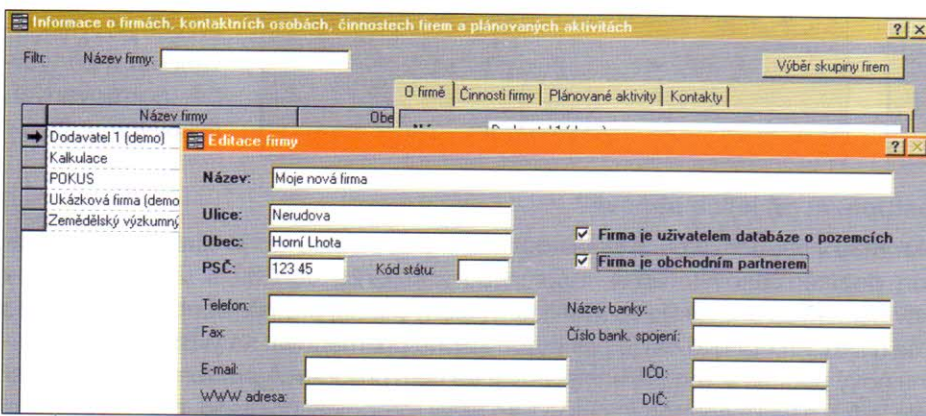 Informace o firmách, kontaktních osobách, činnostech firem a plánovaných aktivitách
Filtr: Název firmy:
Výběr skupiny firem
O firmě Činnosti firmy Plánované aktivity Kontakty
Název firmy Obe
Dodavatel 1 (demo)
Kalkulace
POKUS
Ukázková firma (demo
Zemědělský výzkumný
Editace firmy
Název: Moje nová firma
Ulice: Nerudova
Obec: Horní Lhota
PSČ: 123 45 Kód státu:
Firma je uživatelem databáze o pozemcích
Firma je obchodním partnerem
Telefon: Název banky:
Fax: Číslo bank. spojení:
E-mail: IČO:
WWW adresa: DIČ: